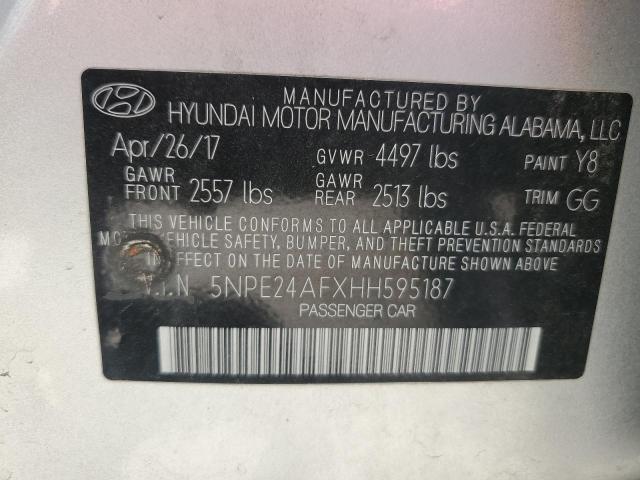 MANUFACTURED BY
HYUNDAI MOTOR MANUFACTURING ALABAMA, LLC
Apr/26/17 GVWR 4497 lbs PAINT Y8
GAWR FRONT 2557 lbs GAWR REAR 2513 lbs TRIM GG
THIS VEHICLE CONFORMS TO ALL APPLICABLE U.S.A. FEDERAL
VEHICLE SAFETY, BUMPER, AND THEFT PREVENTION STANDARDS
IN EFFECT ON THE DATE OF MANUFACTURE SHOWN ABOVE.
V.I.N 5NPE24AFXHH595187
PASSENGER CAR